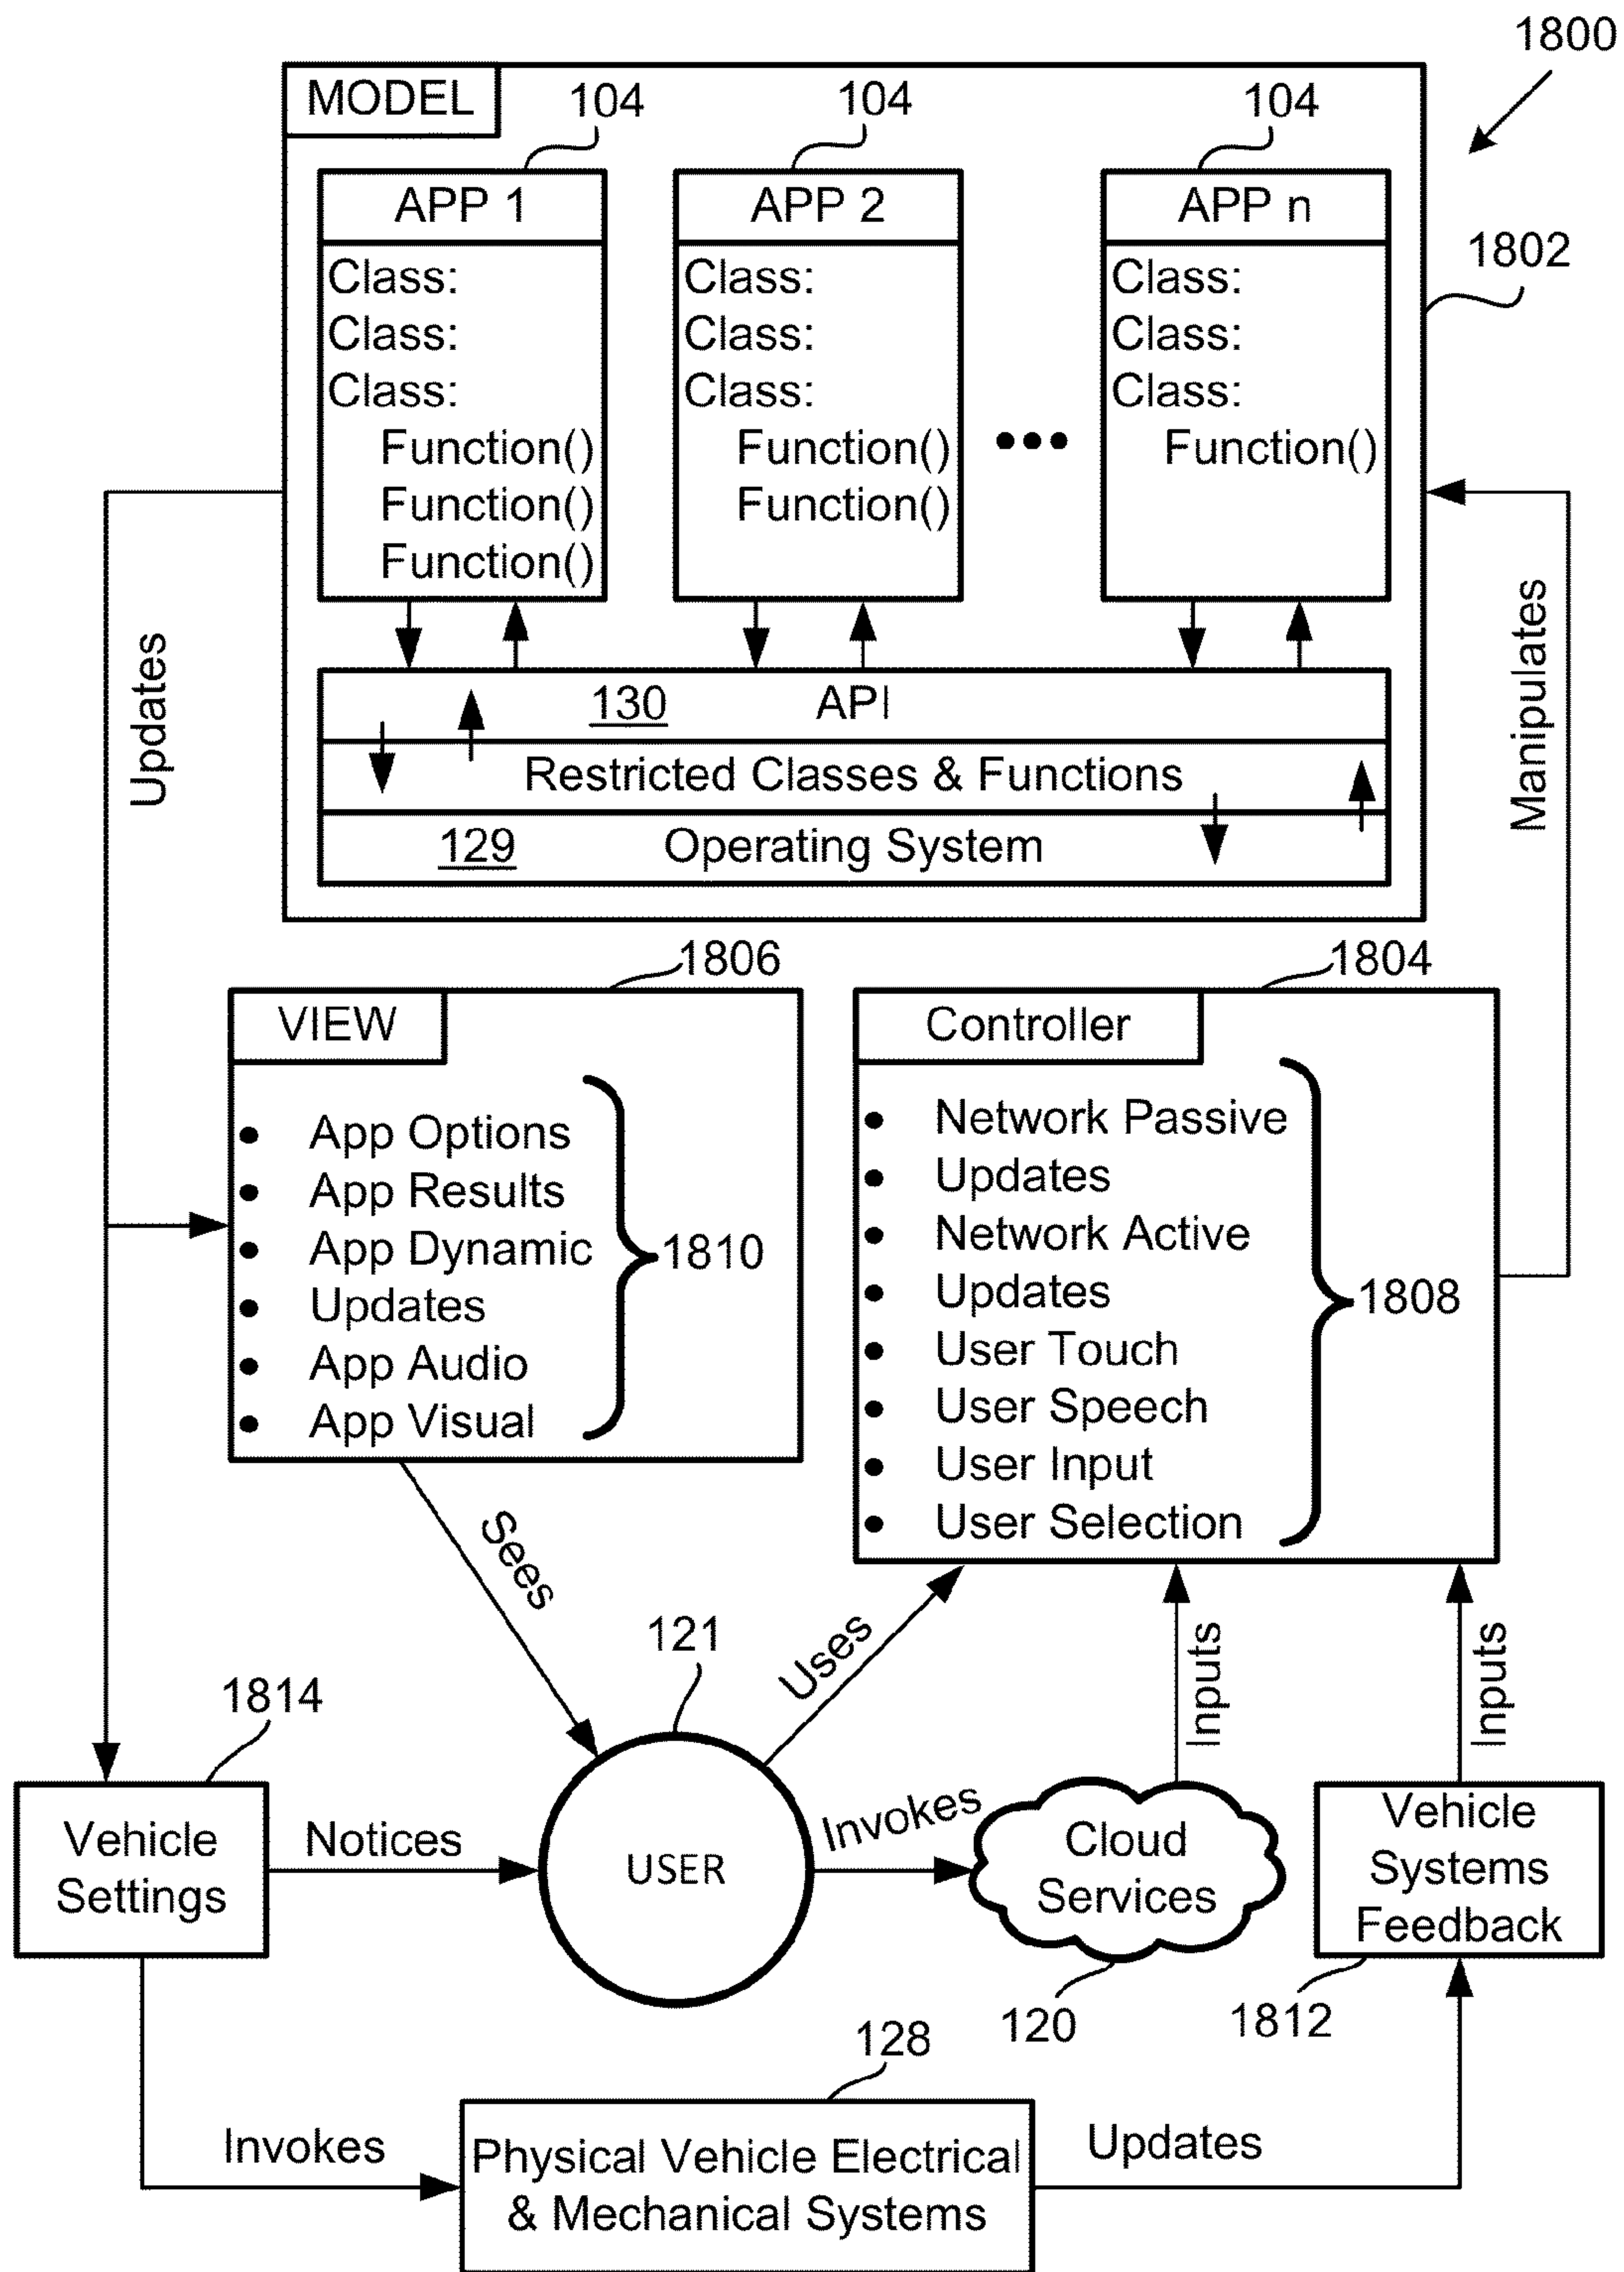 1800
MODEL
104
104
104
APP 1
APP 2
APP n
1802
Class:
Class:
Class:
Function()
Function()
Function()
Class:
Class:
Class:
Function()
Function()
•••
Class:
Class:
Class:
Function()
Updates
Manipulates
130 API
Restricted Classes & Functions
129 Operating System
1806
VIEW
• App Options
• App Results
• App Dynamic
• Updates
• App Audio
• App Visual
1810
1804
Controller
• Network Passive
• Updates
• Network Active
• Updates
• User Touch
• User Speech
• User Input
• User Selection
1808
Sees
Uses
Inputs
Inputs
121
1814
Vehicle
Settings
Notices
USER
Invokes
Cloud
Services
Vehicle
Systems
Feedback
120
1812
128
Invokes
Physical Vehicle Electrical
& Mechanical Systems
Updates